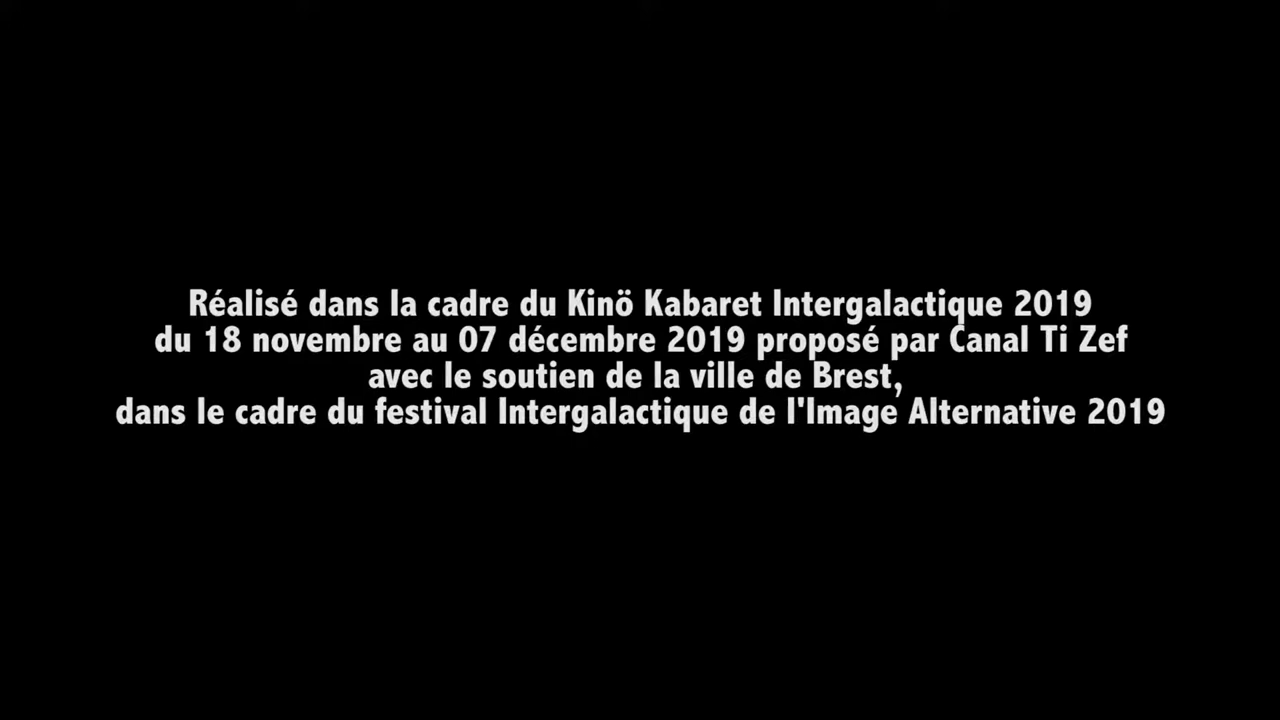 Réalisé dans la cadre du Kinö Kabaret Intergalactique 2019
du 18 novembre au 07 décembre 2019 proposé par Canal Ti Zef
avec le soutien de la ville de Brest,
dans le cadre du festival Intergalactique de l'Image Alternative 2019